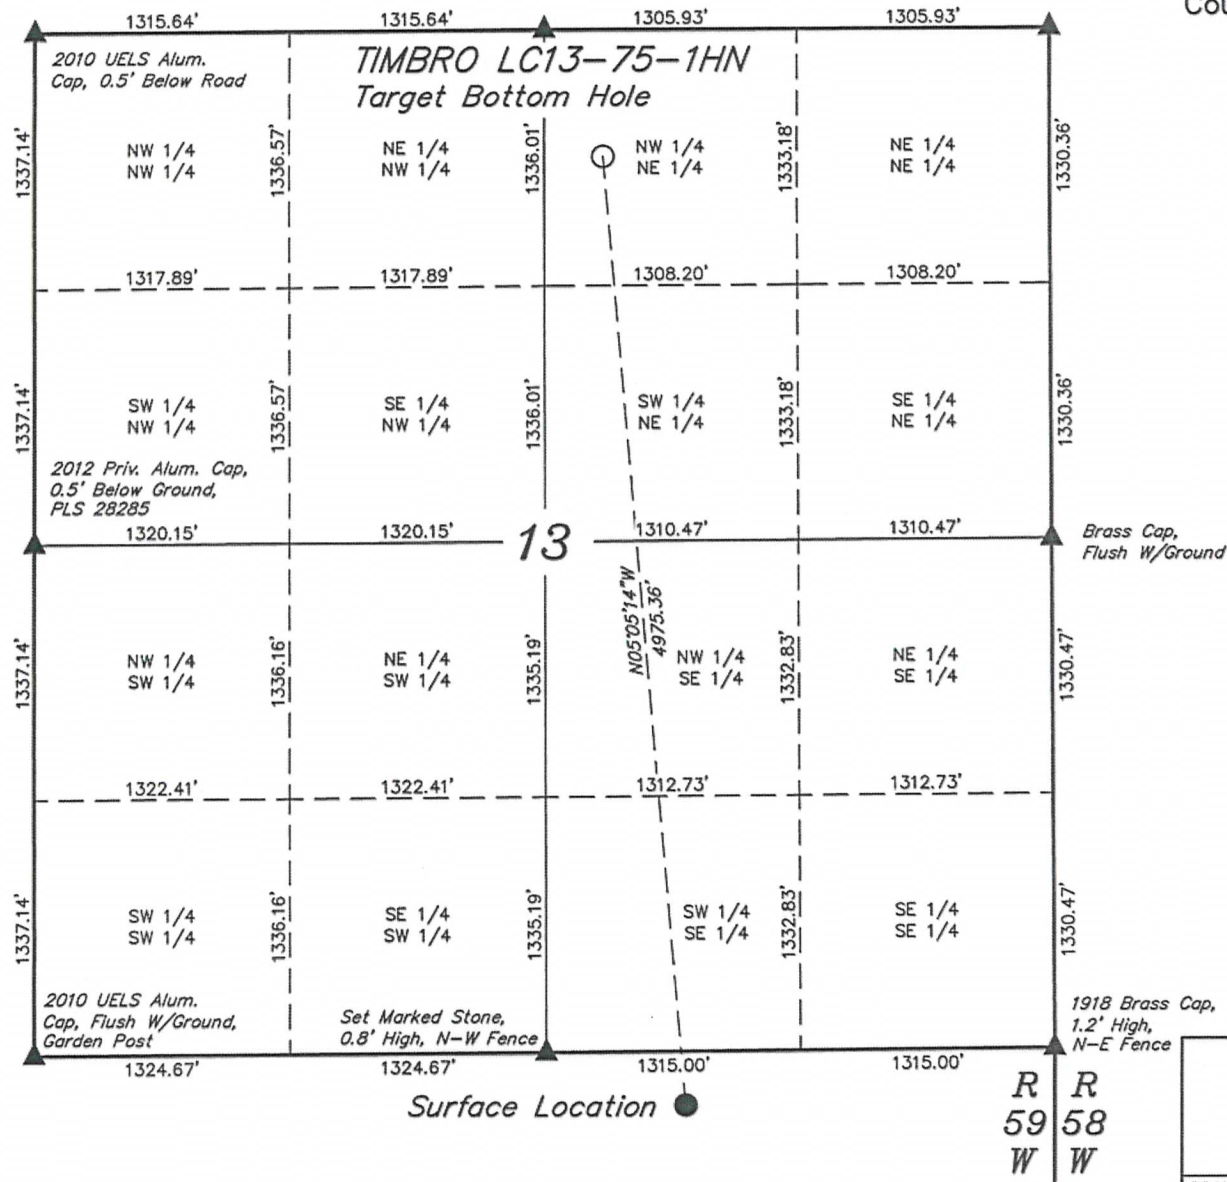 1315.64' 1315.64' 1305.93' 1305.93'
2010 UELS Alum.
Cap, 0.5' Below Road
TIMBRO LC13-75-1HN
Target Bottom Hole
1337.14' 1336.57' 1336.01' 1333.18' 1330.36'
NW 1/4
NW 1/4
NE 1/4
NW 1/4
NW 1/4
NE 1/4
NE 1/4
NE 1/4
1317.89' 1317.89' 1308.20' 1308.20'
1337.14' 1336.57' 1336.01' 1333.18' 1330.36'
SW 1/4
NW 1/4
SE 1/4
NW 1/4
SW 1/4
NE 1/4
SE 1/4
NE 1/4
2012 Priv. Alum. Cap,
0.5' Below Ground,
PLS 28285
1320.15' 1320.15' 13 1310.47' 1310.47'
Brass Cap,
Flush W/Ground
N05°05'14"W
4975.36'
1337.14' 1336.16' 1335.19' 1332.83' 1330.47'
NW 1/4
SW 1/4
NE 1/4
SW 1/4
NW 1/4
SE 1/4
NE 1/4
SE 1/4
1322.41' 1322.41' 1312.73' 1312.73'
1337.14' 1336.16' 1335.19' 1332.83' 1330.47'
SW 1/4
SW 1/4
SE 1/4
SW 1/4
SW 1/4
SE 1/4
SE 1/4
SE 1/4
2010 UELS Alum.
Cap, Flush W/Ground,
Garden Post
Set Marked Stone,
0.8' High, N-W Fence
1918 Brass Cap,
1.2' High,
N-E Fence
1324.67' 1324.67' 1315.00' 1315.00'
Surface Location
R R
59 58
W W